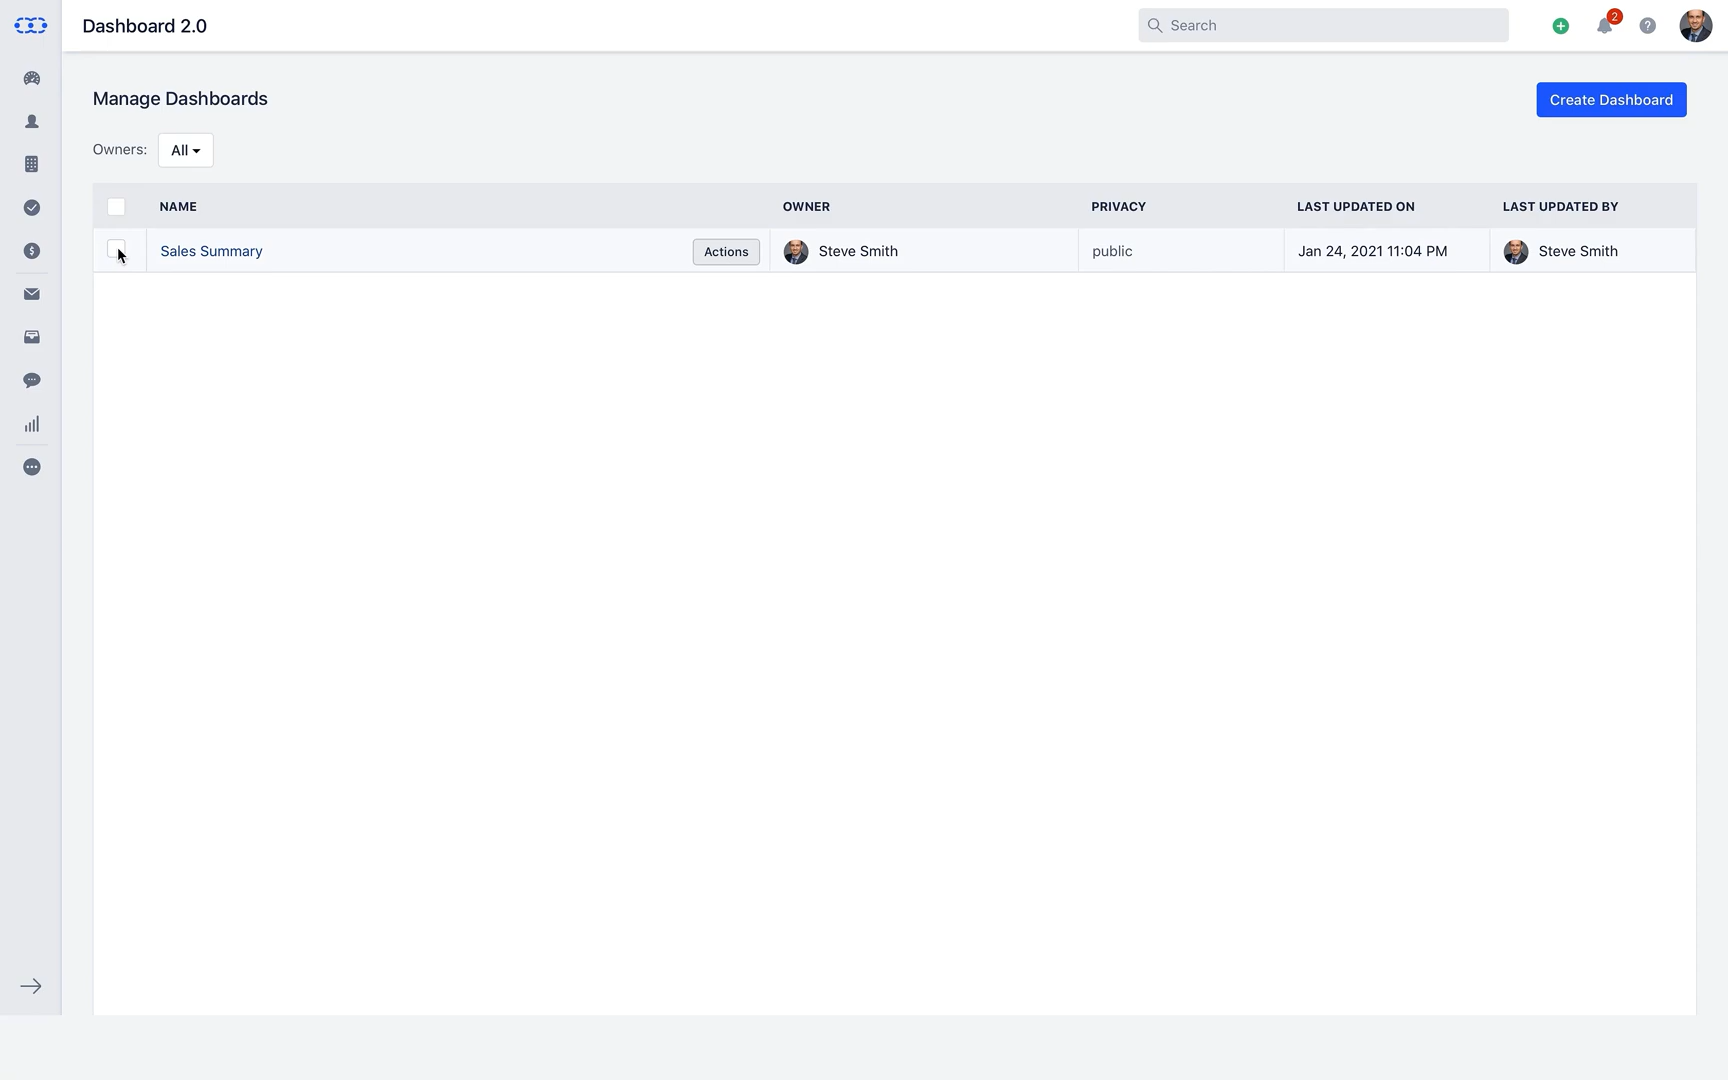 Dashboard 2.0
Search
2
Manage Dashboards
Create Dashboard
Owners: All
NAME OWNER PRIVACY LAST UPDATED ON LAST UPDATED BY
Sales Summary Actions Steve Smith public Jan 24, 2021 11:04 PM Steve Smith